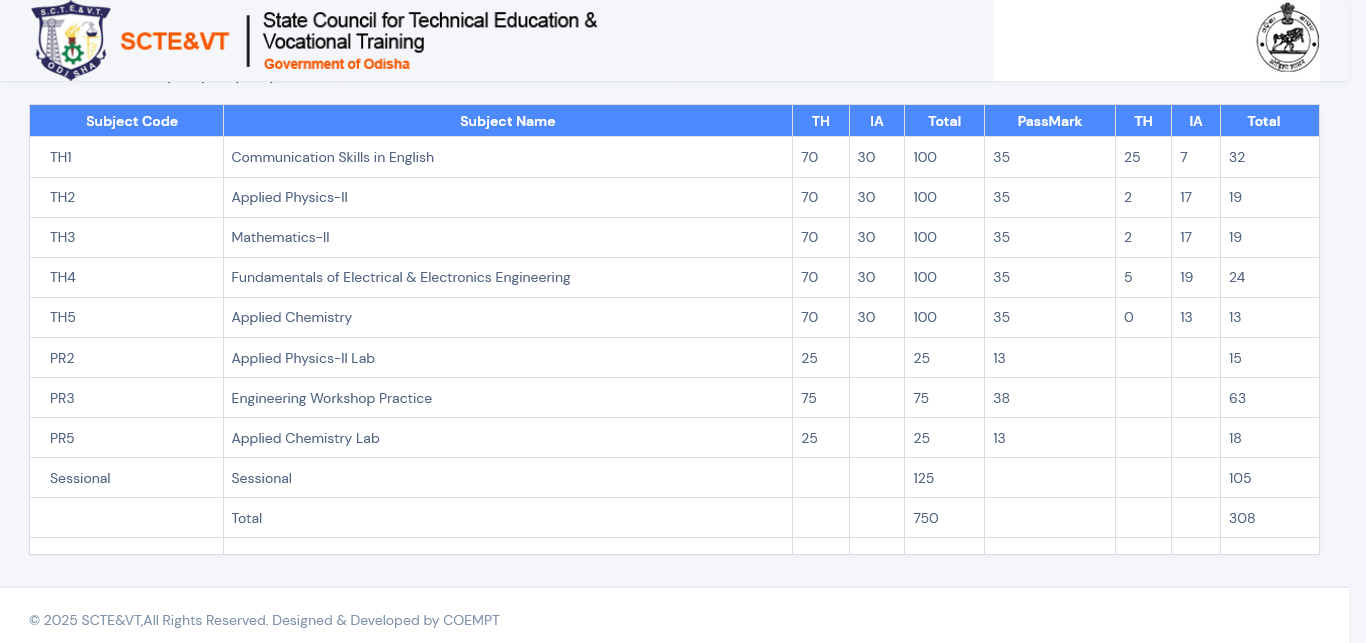 S.C.T.E.&V.T.
ODISHA
SCTE&VT
State Council for Technical Education &
Vocational Training
Government of Odisha
Subject Code Subject Name TH IA Total PassMark TH IA Total
TH1 Communication Skills in English 70 30 100 35 25 7 32
TH2 Applied Physics-II 70 30 100 35 2 17 19
TH3 Mathematics-II 70 30 100 35 2 17 19
TH4 Fundamentals of Electrical & Electronics Engineering 70 30 100 35 5 19 24
TH5 Applied Chemistry 70 30 100 35 0 13 13
PR2 Applied Physics-II Lab 25 25 13 15
PR3 Engineering Workshop Practice 75 75 38 63
PR5 Applied Chemistry Lab 25 25 13 18
Sessional Sessional 125 105
Total 750 308
© 2025 SCTE&VT,All Rights Reserved. Designed & Developed by COEMPT